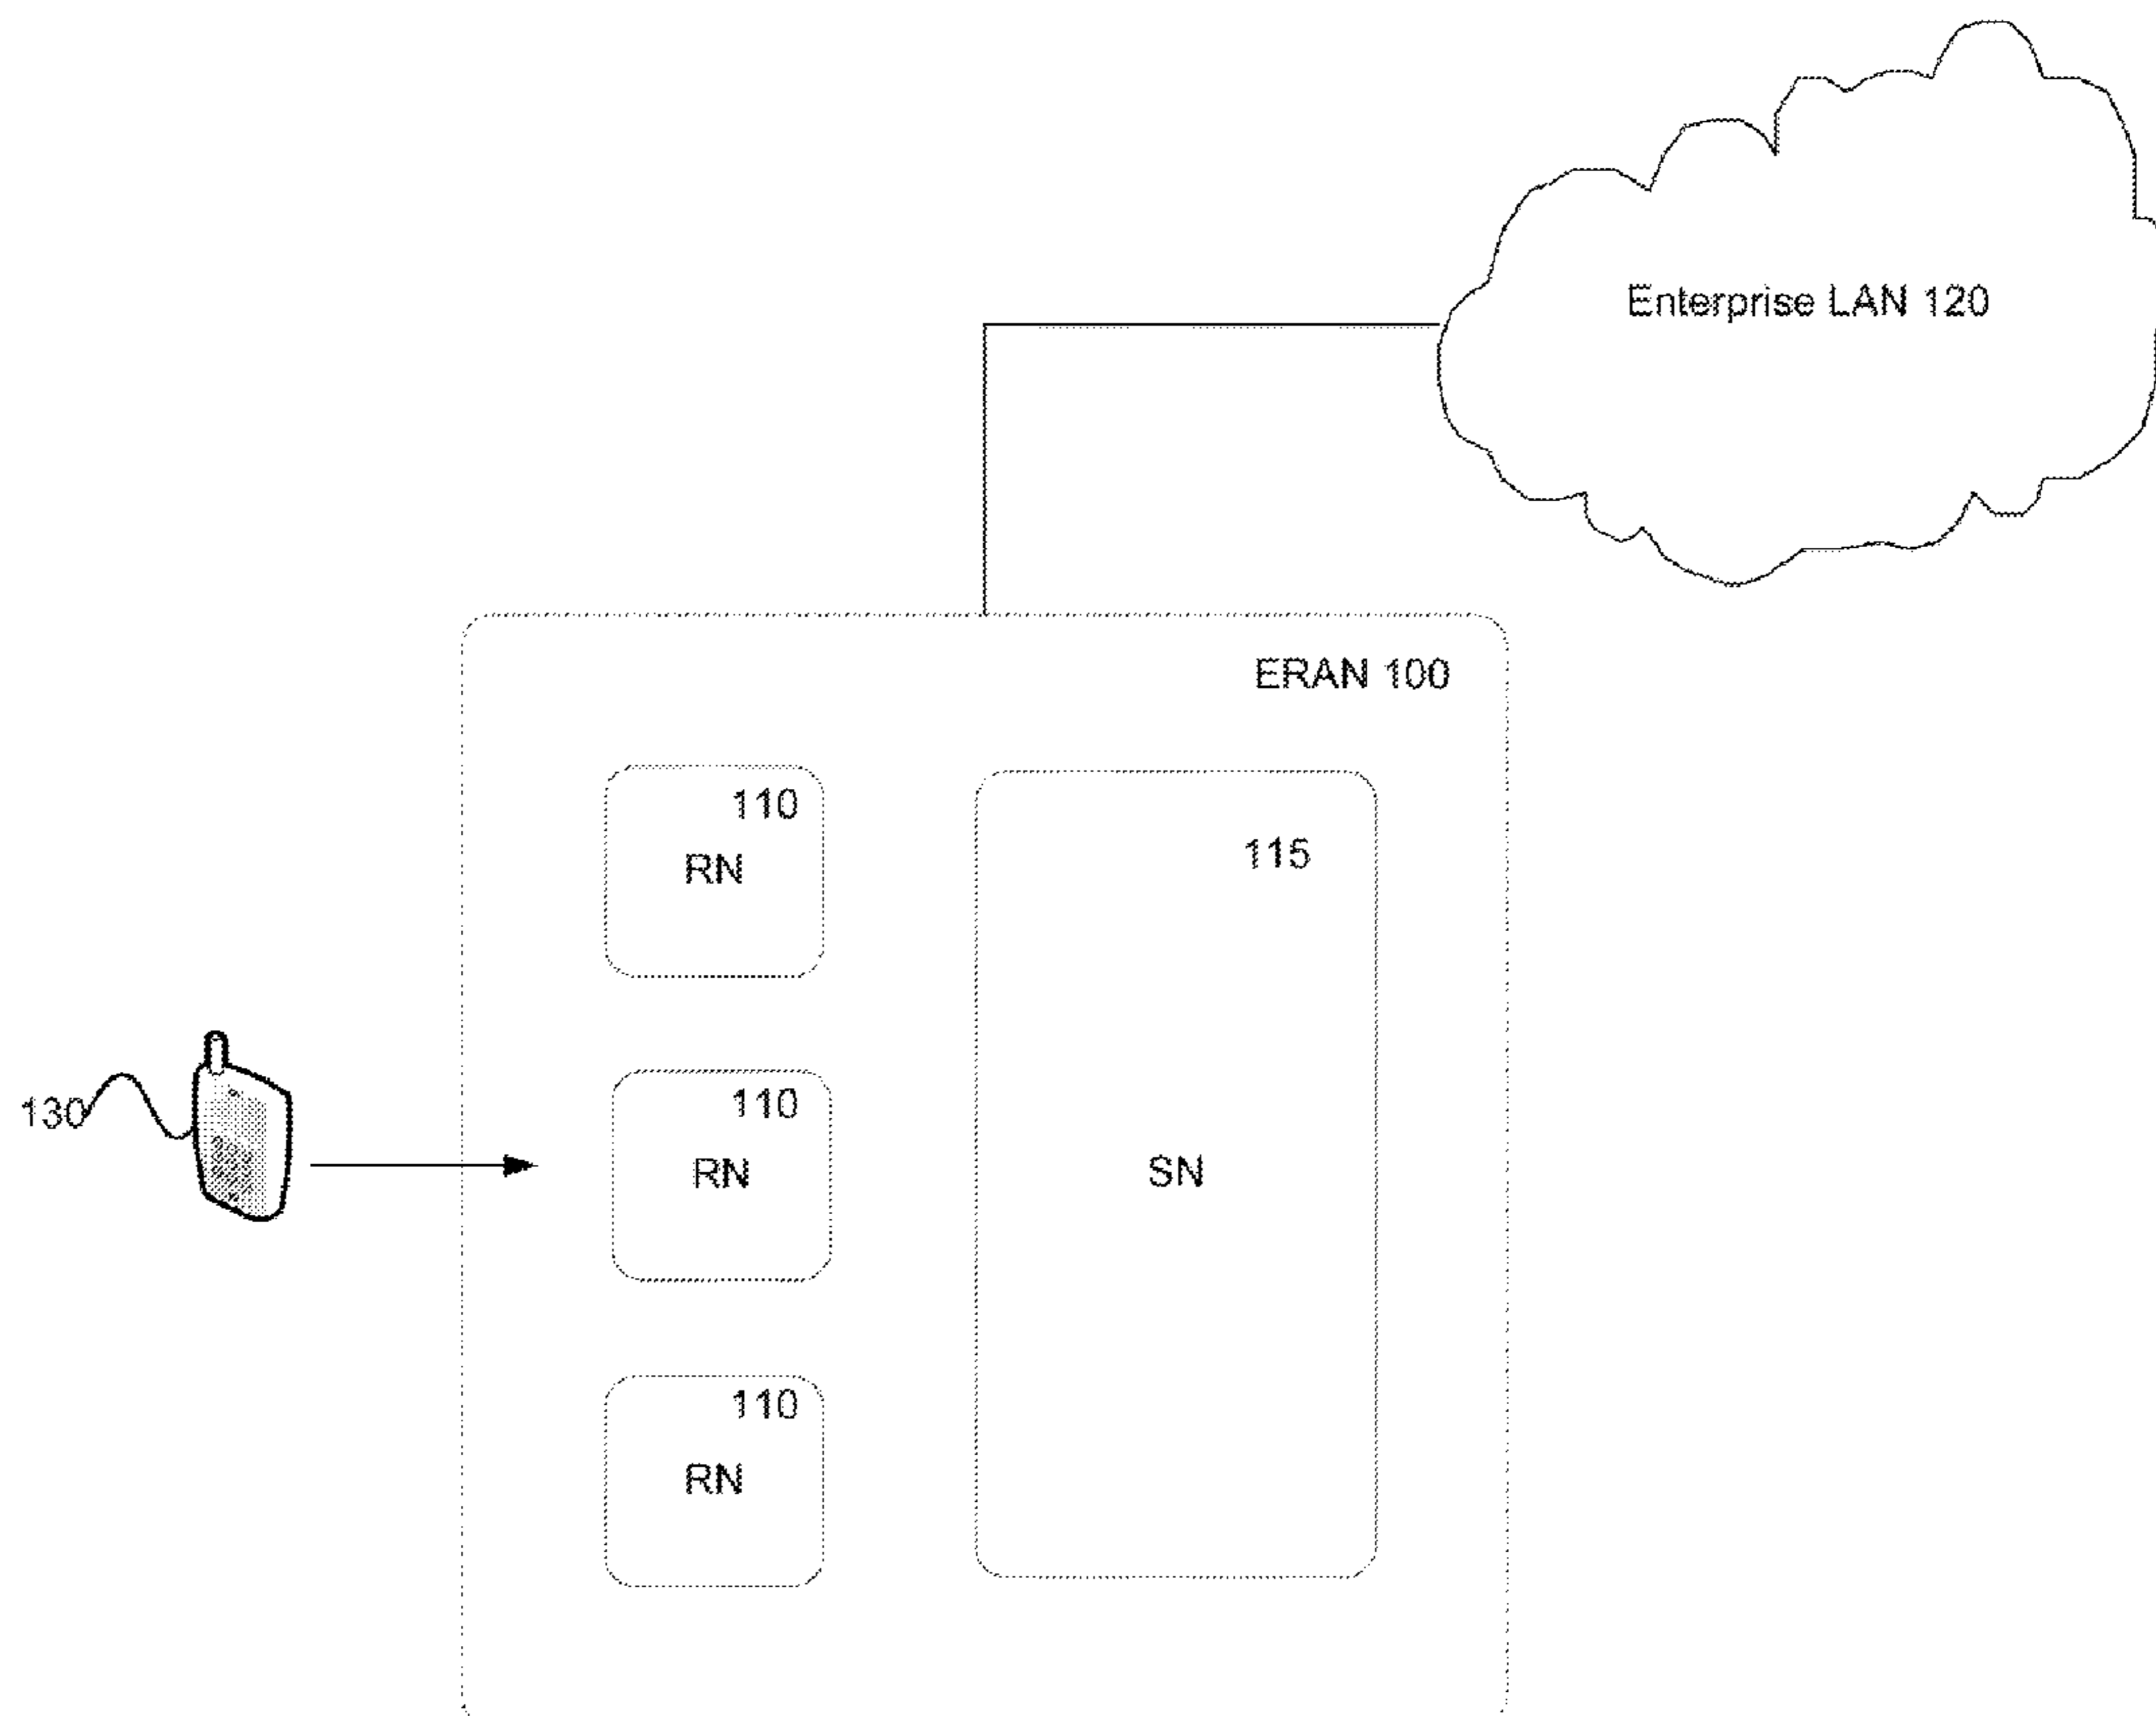 Enterprise LAN 120
ERAN 100
110
RN
115
130
110
RN
SN
110
RN